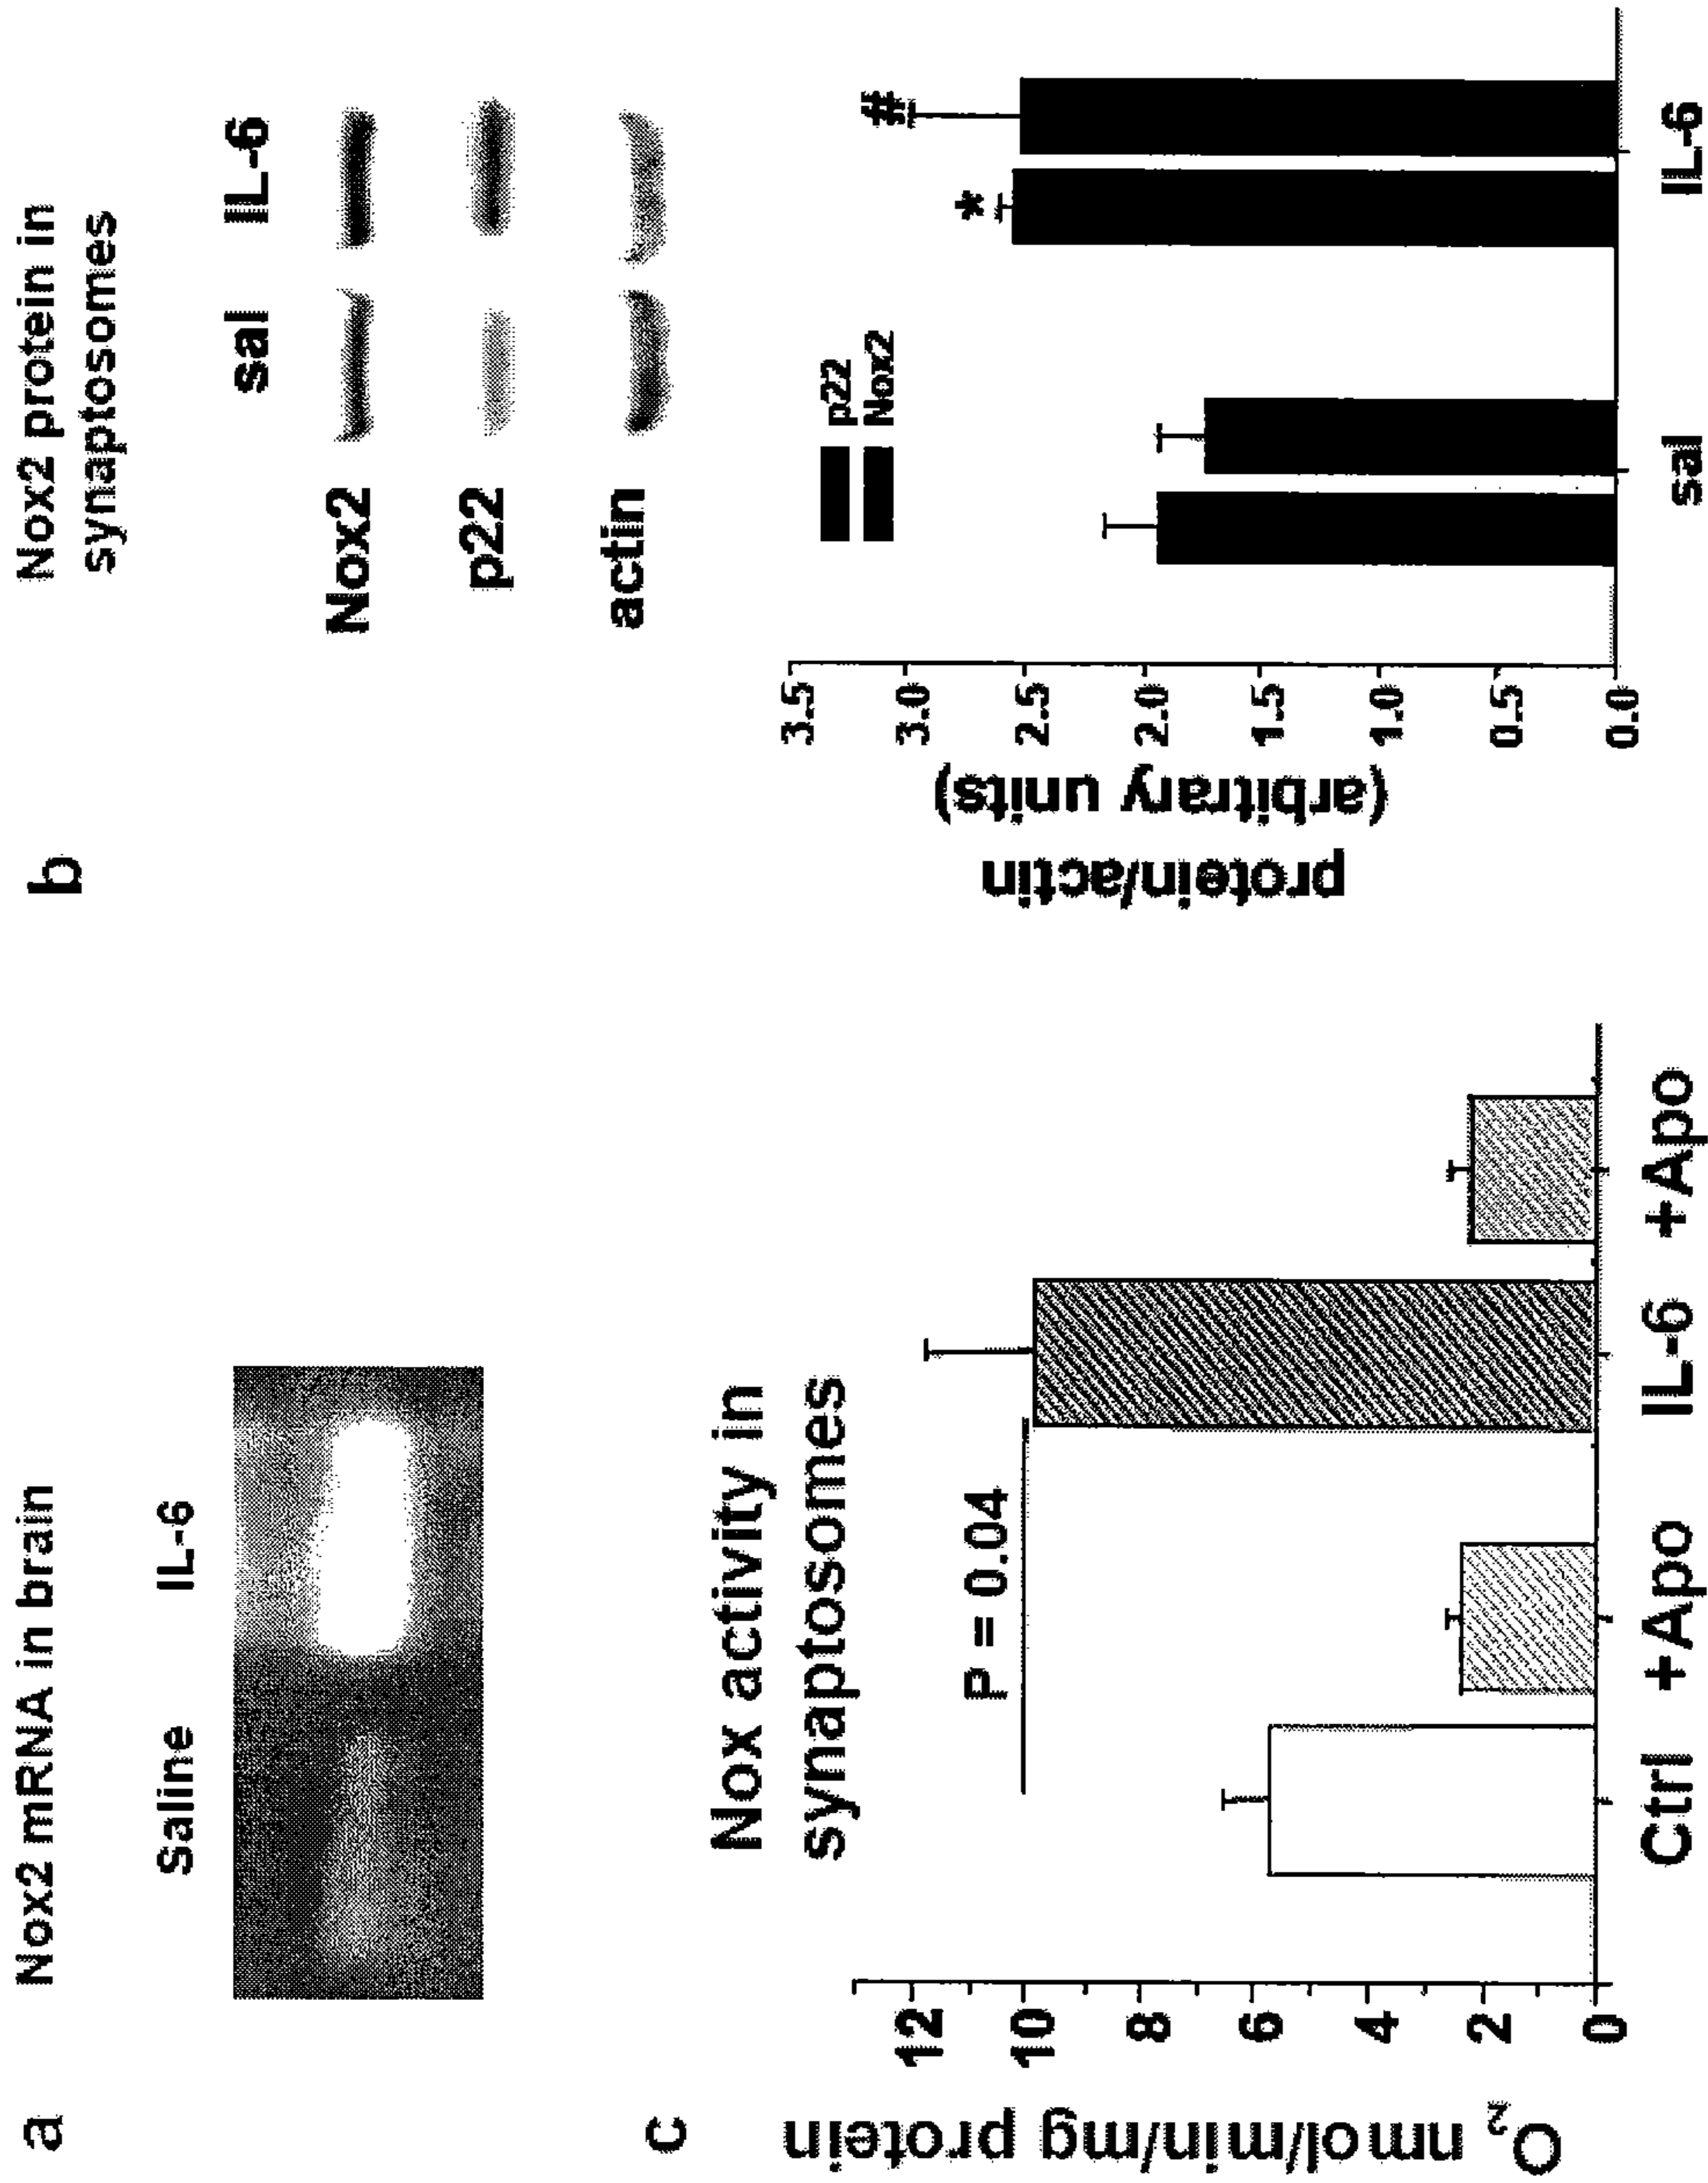 a
Nox2 mRNA in brain
Saline IL-6
b
Nox2 protein in
synaptosomes
sal IL-6
Nox2
p22
actin
protein/actin
(arbitrary units)
3.5
3.0
2.5
2.0
1.5
1.0
0.5
0.0
p22
Nox2
* #
sal IL-6
c
Nox activity in
synaptosomes
O2 nmol/min/mg protein
P = 0.04
12
10
8
6
4
2
0
Ctrl +Apo IL-6 +Apo